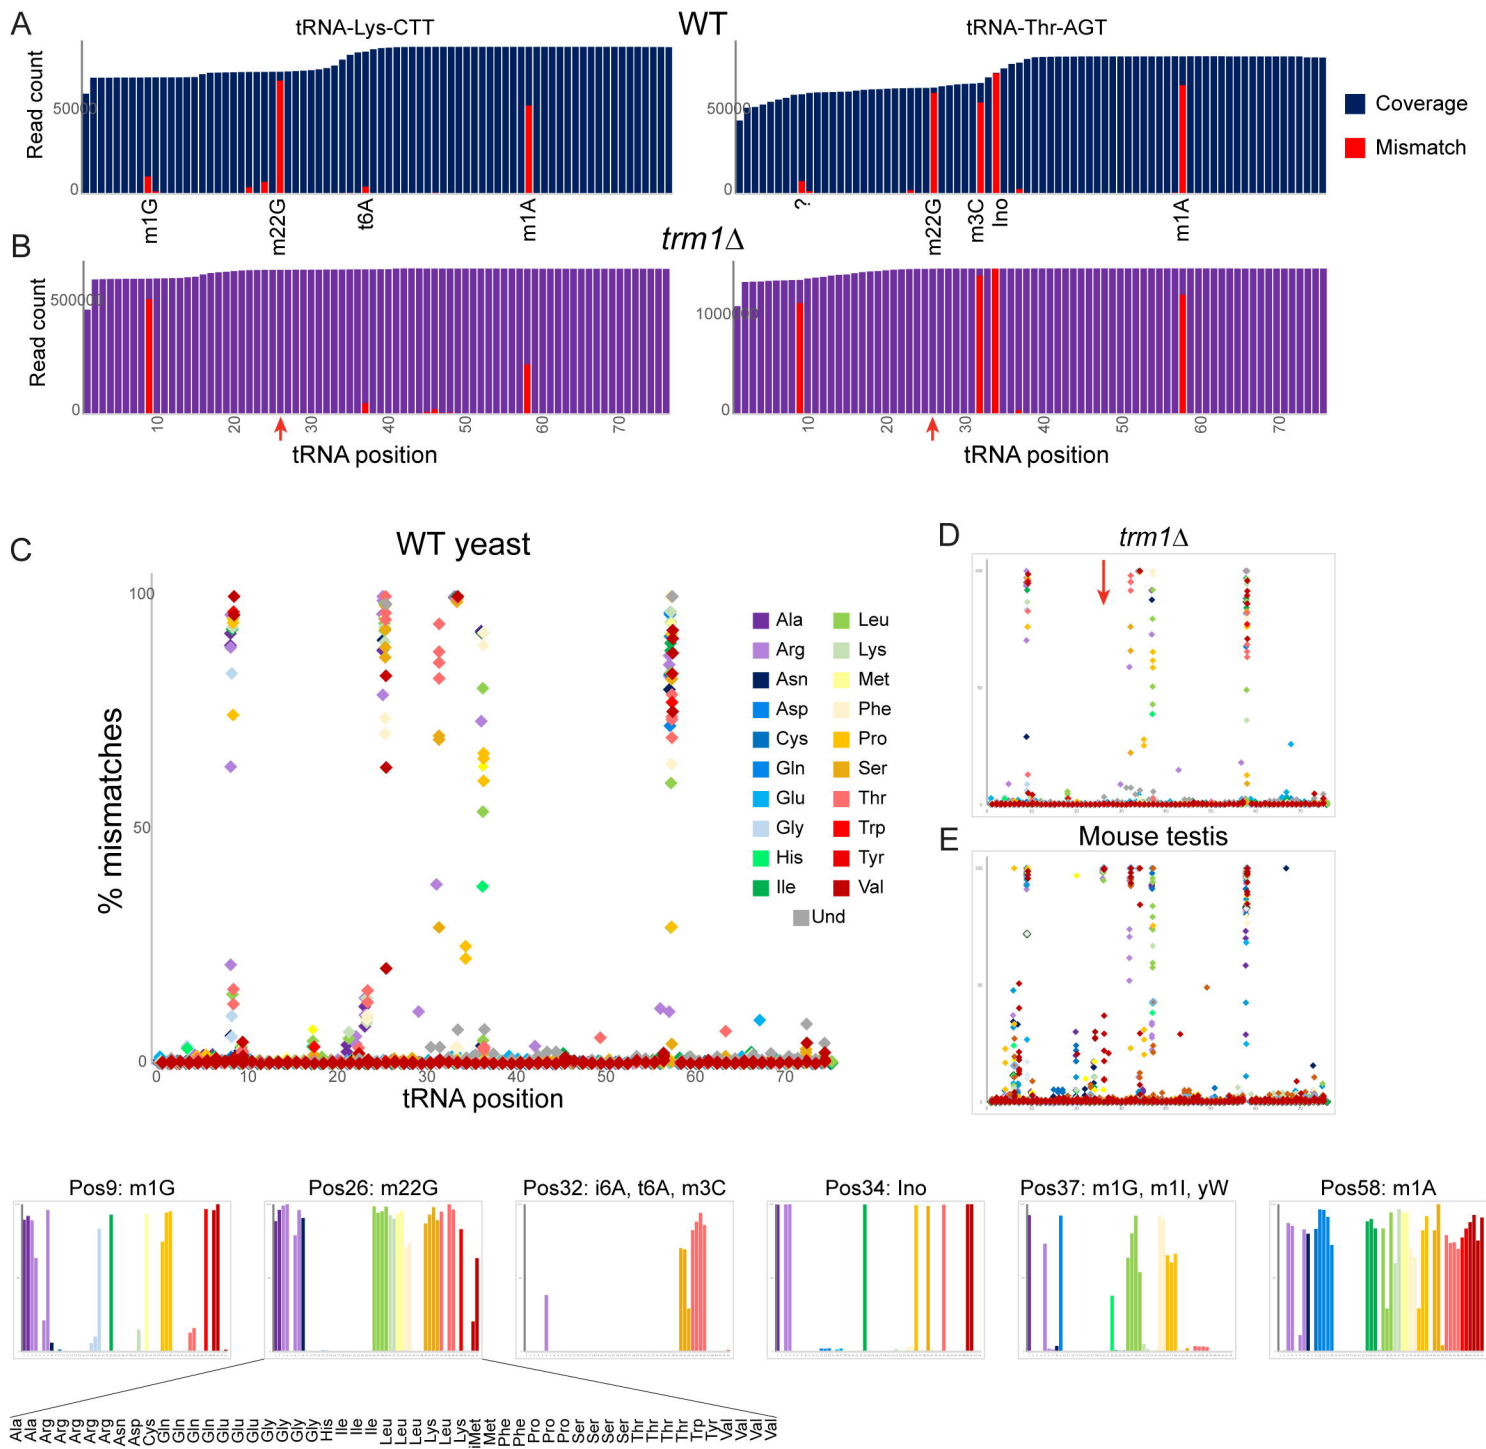 A
tRNA-Lys-CTT
WT
tRNA-Thr-AGT
Read count
50000
0
50000
0
Coverage
Mismatch
m1G
m22G
t6A
m1A
?
m22G
m3C
Ino
m1A
B
trm1Δ
Read count
500000
0
1000000
0
10 20 30 40 50 60 70
10 20 30 40 50 60 70
tRNA position
tRNA position
C
WT yeast
% mismatches
100
50
0
0 10 20 30 40 50 60 70
tRNA position
Ala
Arg
Asn
Asp
Cys
Gln
Glu
Gly
His
Ile
Leu
Lys
Met
Phe
Pro
Ser
Thr
Trp
Tyr
Val
Und
D
trm1Δ
E
Mouse testis
Pos9: m1G
Pos26: m22G
Pos32: i6A, t6A, m3C
Pos34: Ino
Pos37: m1G, m1I, yW
Pos58: m1A
Ala Ala Arg Arg Arg Arg Arg Asn Asp Cys Gln Gln Gln Gln Glu Glu Glu Gly Gly Gly Gly His Ile Ile Ile Leu Leu Leu Lys Leu Lys iMet Met Phe Phe Pro Pro Pro Ser Ser Ser Ser Thr Thr Thr Thr Trp Tyr Val Val Val Val